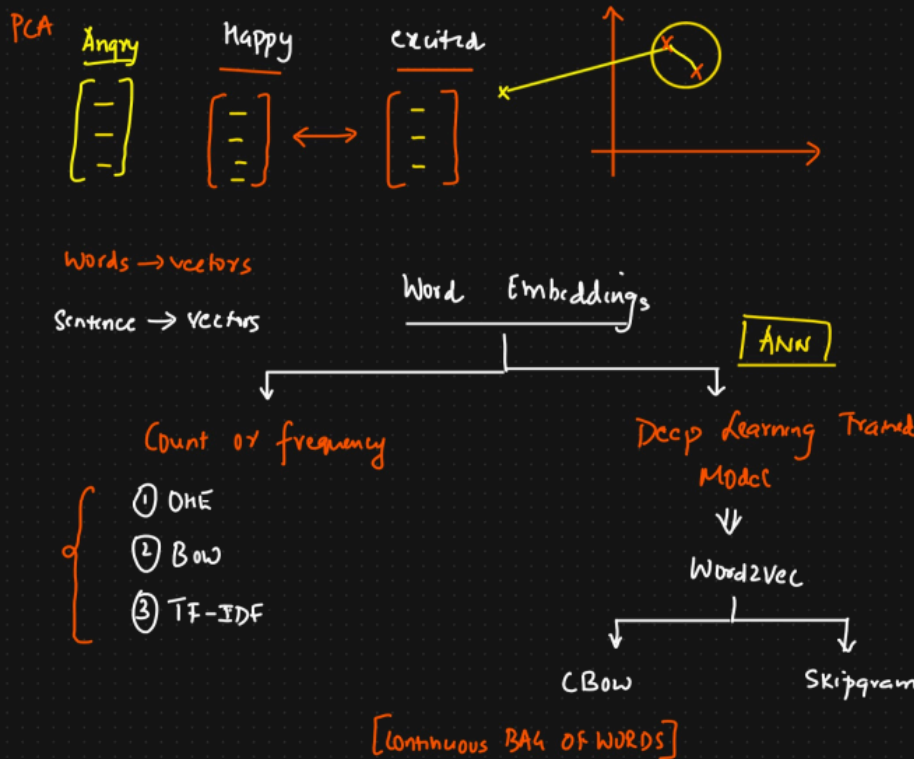 PCA
Angry Happy excited
Words → vectors
Sentence → vectors
Word Embeddings
ANN
Count or frequency
Deep Learning Trained
Model
① OHE
② BOW
③ TF-IDF
Word2Vec
CBOW Skipgram
[Continuous BAG OF WORDS]